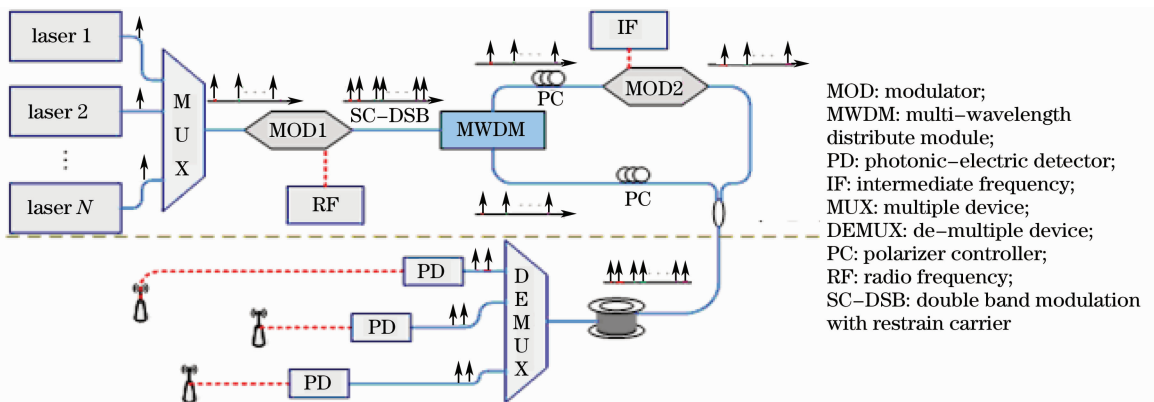 laser 1
laser 2
laser N
MUX
MOD1
RF
SC−DSB
MWDM
PC
IF
MOD2
PC
MOD: modulator;
MWDM: multi−wavelength
distribute module;
PD: photonic−electric detector;
IF: intermediate frequency;
MUX: multiple device;
DEMUX: de−multiple device;
PC: polarizer controller;
RF: radio frequency;
SC−DSB: double band modulation
with restrain carrier
PD
PD
PD
DEMUX